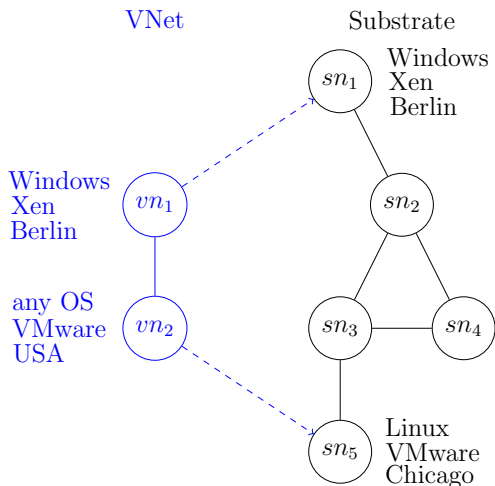 VNet
Substrate
sn1
Windows
Xen
Berlin
Windows
Xen
Berlin
vn1
sn2
any OS
VMware
USA
vn2
sn3
sn4
sn5
Linux
VMware
Chicago